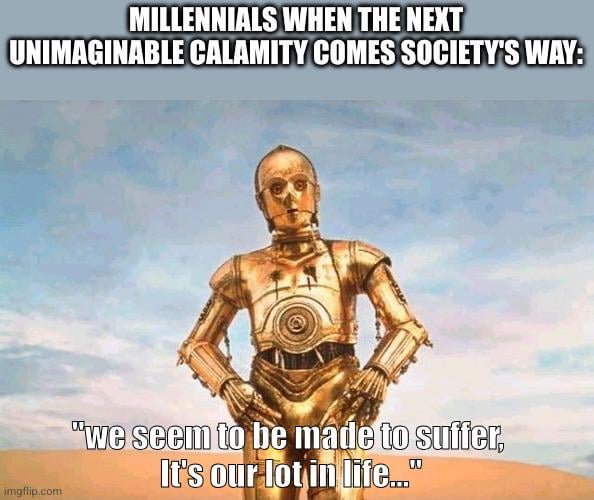 MILLENNIALS WHEN THE NEXT
UNIMAGINABLE CALAMITY COMES SOCIETY'S WAY:
"we seem to be made to suffer,
It's our lot in life..."
imgflip.com